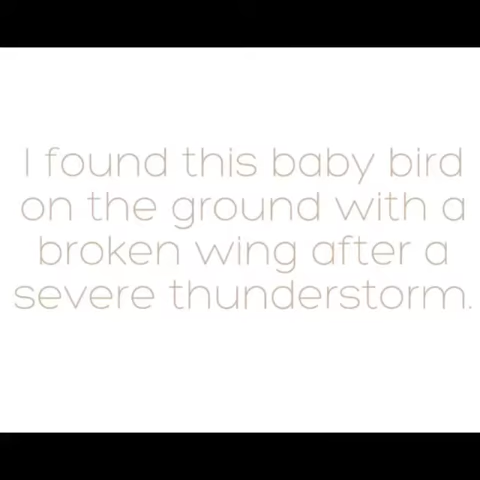 I found this baby bird
on the ground with a
broken wing after a
severe thunderstorm.